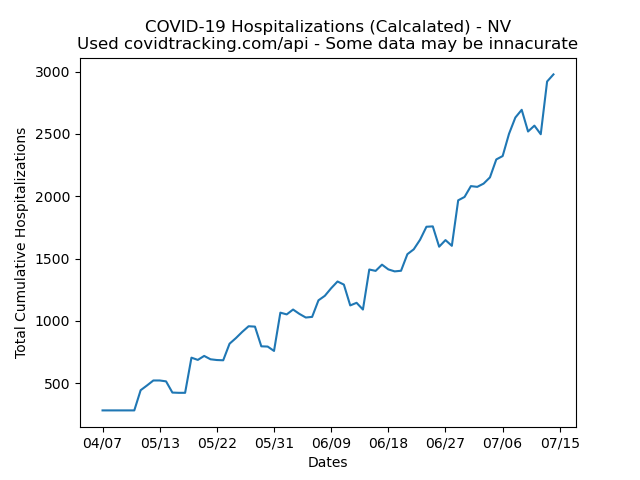 COVID-19 Hospitalizations (Calcalated) - NV
Used covidtracking.com/api - Some data may be innacurate
Total Cumulative Hospitalizations
3000
2500
2000
1500
1000
500
04/07 05/13 05/22 05/31 06/09 06/18 06/27 07/06 07/15
Dates